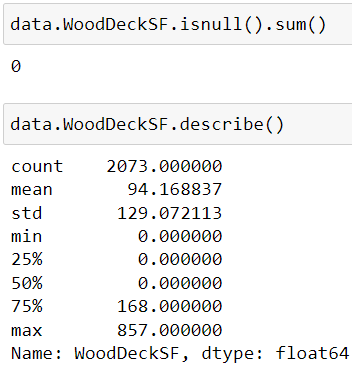 data.WoodDeckSF.isnull().sum()
0
data.WoodDeckSF.describe()
count    2073.000000
mean       94.168837
std       129.072113
min         0.000000
25%         0.000000
50%         0.000000
75%       168.000000
max       857.000000
Name: WoodDeckSF, dtype: float64